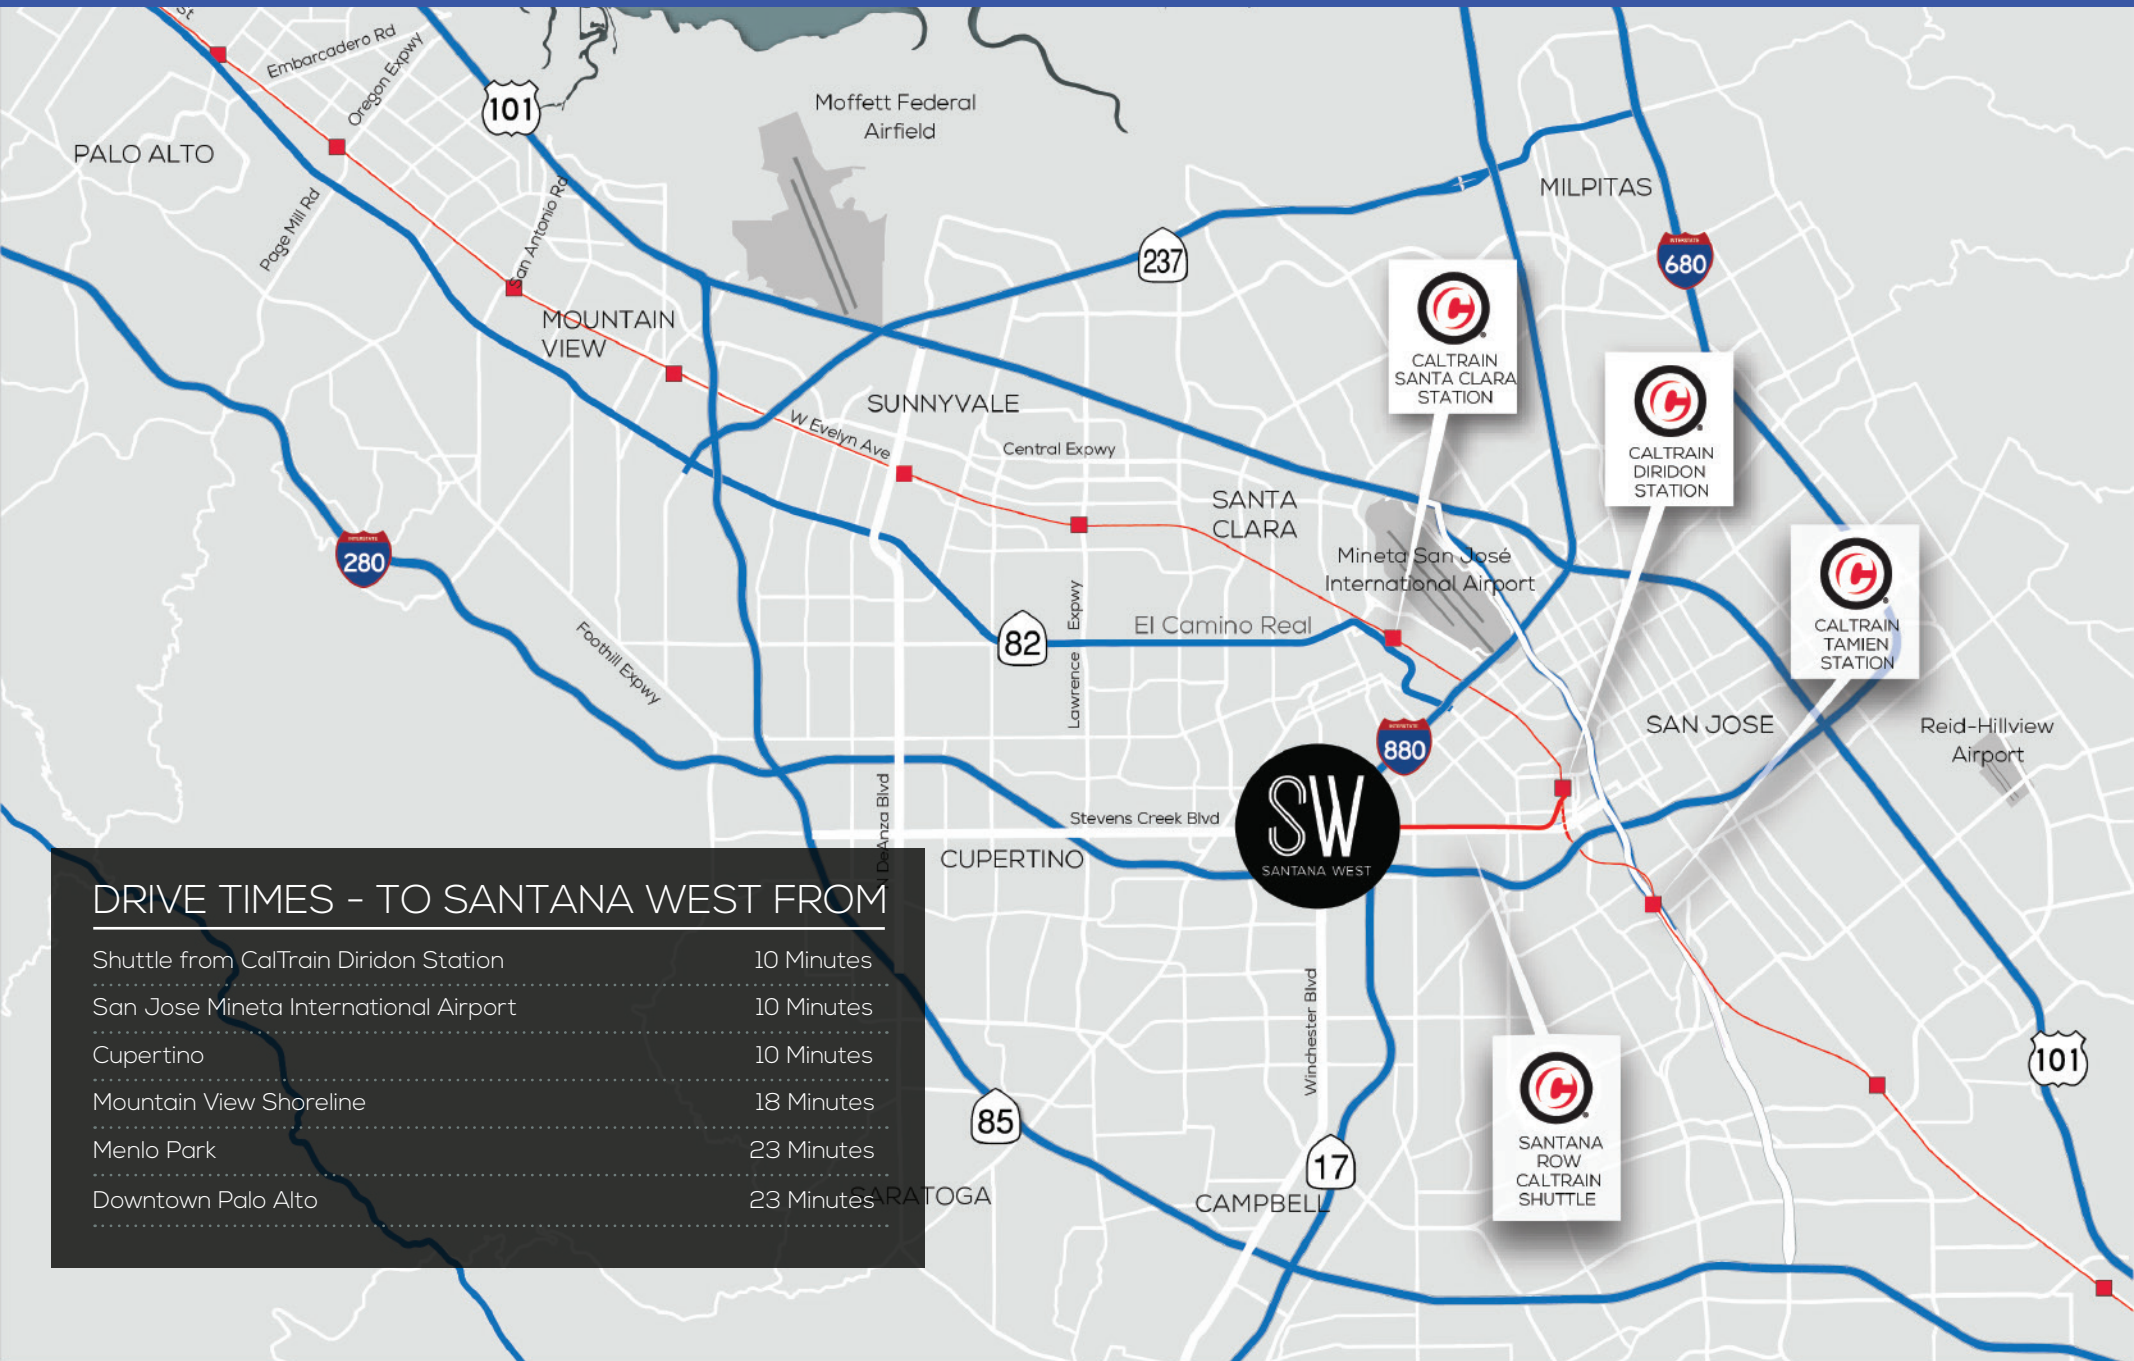 St
Embarcadero Rd
Oregon Expwy
101
Moffett Federal
Airfield
PALO ALTO
Page Mill Rd
San Antonio Rd
MILPITAS
237
INTERSTATE
680
MOUNTAIN
VIEW
CALTRAIN
SANTA CLARA
STATION
SUNNYVALE
W Evelyn Ave
Central Expwy
CALTRAIN
DIRIDON
STATION
SANTA
CLARA
Mineta San José
International Airport
INTERSTATE
280
CALTRAIN
TAMIEN
STATION
Foothill Expwy
82
El Camino Real
Lawrence Expwy
SAN JOSE
Reid-Hillview
Airport
INTERSTATE
880
N DeAnza Blvd
Stevens Creek Blvd
SW
SANTANA WEST
CUPERTINO
DRIVE TIMES - TO SANTANA WEST FROM
Shuttle from CalTrain Diridon Station 10 Minutes
San Jose Mineta International Airport 10 Minutes
Cupertino 10 Minutes
Mountain View Shoreline 18 Minutes
Menlo Park 23 Minutes
Downtown Palo Alto 23 Minutes
Winchester Blvd
101
85
SANTANA
ROW
CALTRAIN
SHUTTLE
17
SARATOGA
CAMPBELL